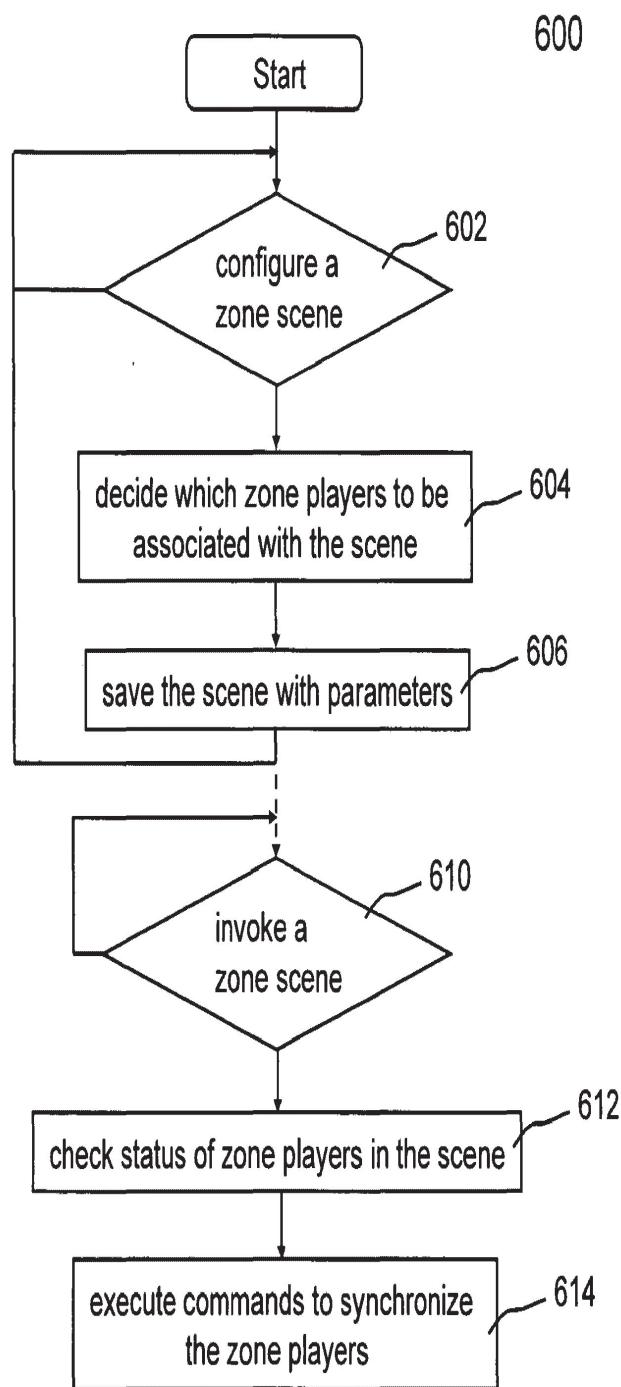 600
Start
602
configure a
zone scene
decide which zone players to be
associated with the scene
604
606
save the scene with parameters
610
invoke a
zone scene
612
check status of zone players in the scene
execute commands to synchronize
the zone players
614